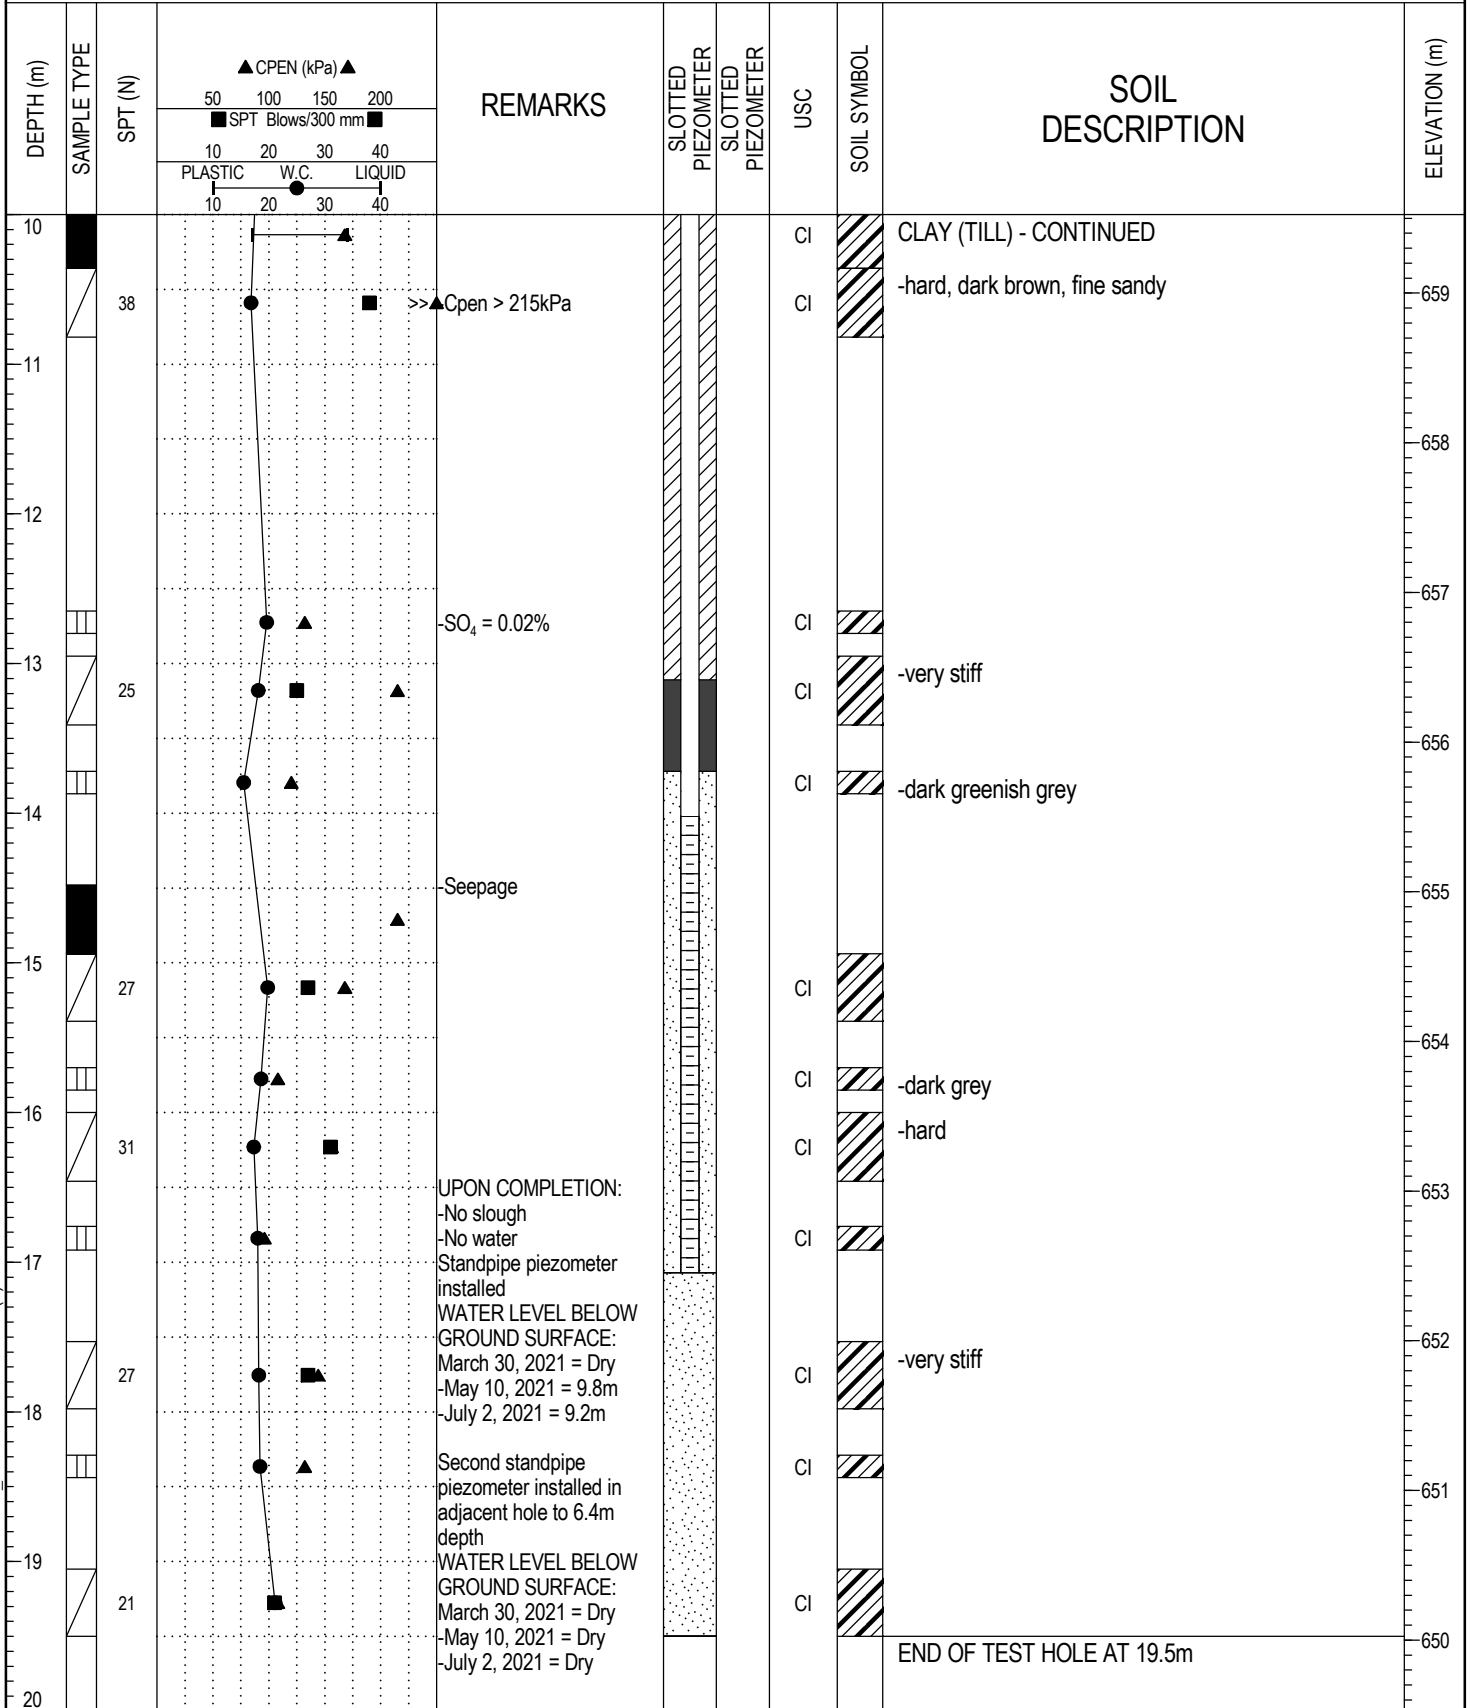 DEPTH (m)
SAMPLE TYPE
SPT (N)
▲ CPEN (kPa) ▲
50 100 150 200
■ SPT Blows/300 mm ■
10 20 30 40
PLASTIC W.C. LIQUID
10 20 30 40
REMARKS
SLOTTED
PIEZOMETER
SLOTTED
PIEZOMETER
USC
SOIL SYMBOL
SOIL
DESCRIPTION
ELEVATION (m)
10 CI CLAY (TILL) - CONTINUED
-hard, dark brown, fine sandy
659
38 >>▲ Cpen > 215kPa CI
11
658
12
657
-SO₄ = 0.02% CI
13
-very stiff
25 CI
656
CI -dark greenish grey
14
-Seepage 655
15
27 CI
654
CI -dark grey
16
-hard
31 CI
UPON COMPLETION: 653
-No slough
-No water CI
17 Standpipe piezometer
installed
WATER LEVEL BELOW
GROUND SURFACE: 652
March 30, 2021 = Dry -very stiff
27 CI
-May 10, 2021 = 9.8m
18 -July 2, 2021 = 9.2m
Second standpipe CI
piezometer installed in 651
adjacent hole to 6.4m
depth
19 WATER LEVEL BELOW
GROUND SURFACE:
21 CI
March 30, 2021 = Dry
-May 10, 2021 = Dry 650
-July 2, 2021 = Dry END OF TEST HOLE AT 19.5m
20